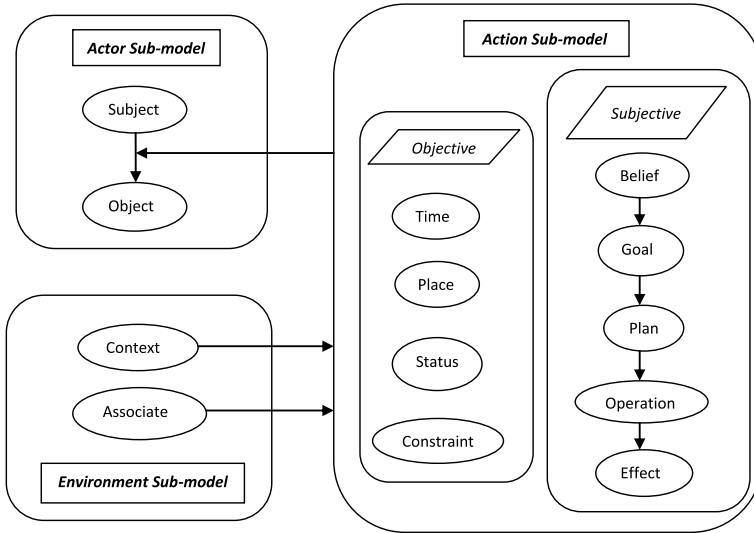 Actor Sub-model
Subject
Object
Context
Associate
Environment Sub-model
Action Sub-model
Objective
Time
Place
Status
Constraint
Subjective
Belief
Goal
Plan
Operation
Effect